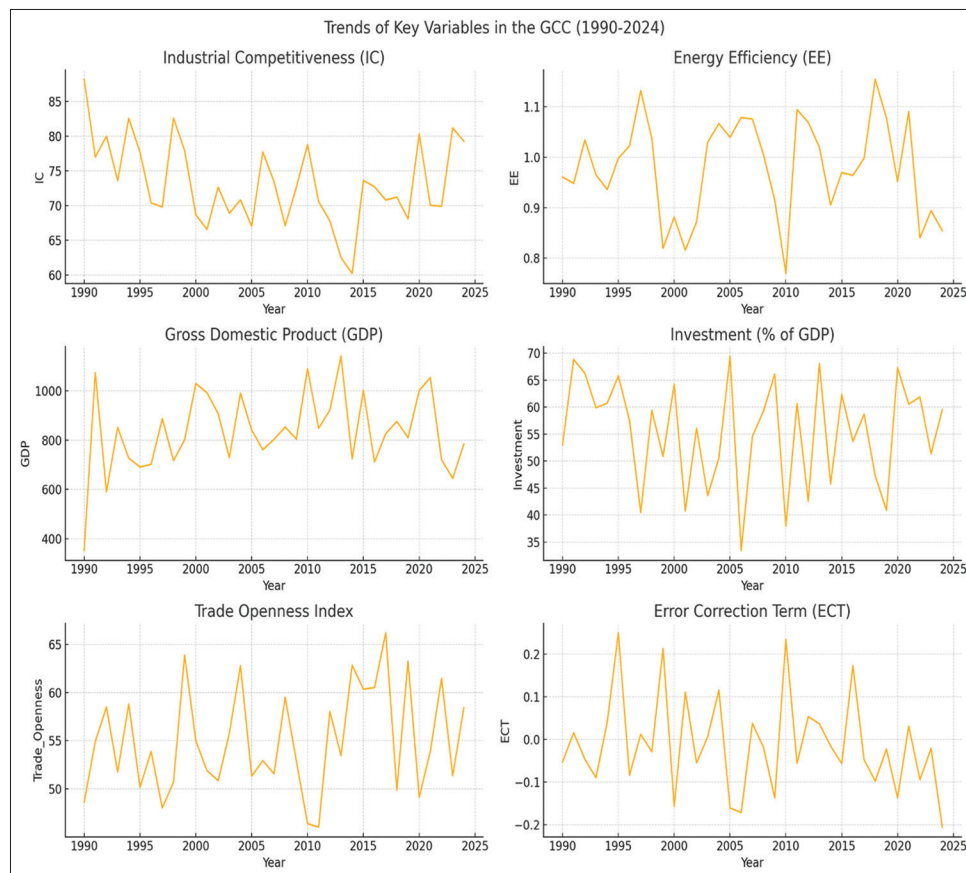 Trends of Key Variables in the GCC (1990-2024)
Industrial Competitiveness (IC)
85
80
75
70
65
60
IC
1990 1995 2000 2005 2010 2015 2020 2025
Year
Energy Efficiency (EE)
1.1
1.0
0.9
0.8
EE
1990 1995 2000 2005 2010 2015 2020 2025
Year
Gross Domestic Product (GDP)
1000
800
600
400
GDP
1990 1995 2000 2005 2010 2015 2020 2025
Year
Investment (% of GDP)
70
65
60
55
50
45
40
35
Investment
1990 1995 2000 2005 2010 2015 2020 2025
Year
Trade Openness Index
65
60
55
50
Trade_Openness
1990 1995 2000 2005 2010 2015 2020 2025
Year
Error Correction Term (ECT)
0.2
0.1
0.0
−0.1
−0.2
ECT
1990 1995 2000 2005 2010 2015 2020 2025
Year